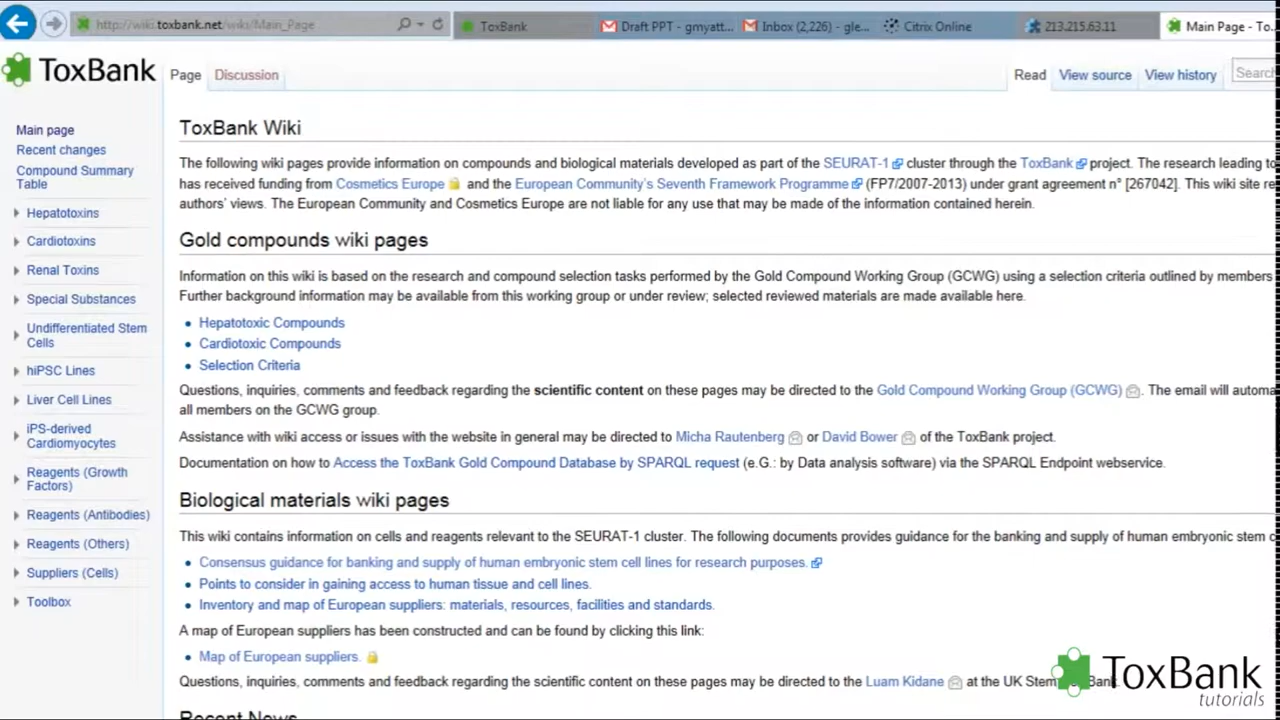 http://wiki.toxbank.net/wiki/Main_Page
ToxBank
Draft PPT - gmyatt...
Inbox (2,226) - gle...
Citrix Online
213.215.63.11
Main Page - To...
ToxBank
Page
Discussion
Read
View source
View history
Search
Main page
Recent changes
Compound Summary
Table
Hepatotoxins
Cardiotoxins
Renal Toxins
Special Substances
Undifferentiated Stem
Cells
hiPSC Lines
Liver Cell Lines
iPS-derived
Cardiomyocytes
Reagents (Growth
Factors)
Reagents (Antibodies)
Reagents (Others)
Suppliers (Cells)
Toolbox
ToxBank Wiki
The following wiki pages provide information on compounds and biological materials developed as part of the SEURAT-1 cluster through the ToxBank project. The research leading to
has received funding from Cosmetics Europe and the European Community's Seventh Framework Programme (FP7/2007-2013) under grant agreement n° [267042]. This wiki site re
authors' views. The European Community and Cosmetics Europe are not liable for any use that may be made of the information contained herein.
Gold compounds wiki pages
Information on this wiki is based on the research and compound selection tasks performed by the Gold Compound Working Group (GCWG) using a selection criteria outlined by members
Further background information may be available from this working group or under review; selected reviewed materials are made available here.
Hepatotoxic Compounds
Cardiotoxic Compounds
Selection Criteria
Questions, inquiries, comments and feedback regarding the scientific content on these pages may be directed to the Gold Compound Working Group (GCWG). The email will automa
all members on the GCWG group.
Assistance with wiki access or issues with the website in general may be directed to Micha Rautenberg or David Bower of the ToxBank project.
Documentation on how to Access the ToxBank Gold Compound Database by SPARQL request (e.G.: by Data analysis software) via the SPARQL Endpoint webservice.
Biological materials wiki pages
This wiki contains information on cells and reagents relevant to the SEURAT-1 cluster. The following documents provides guidance for the banking and supply of human embryonic stem c
Consensus guidance for banking and supply of human embryonic stem cell lines for research purposes.
Points to consider in gaining access to human tissue and cell lines.
Inventory and map of European suppliers: materials, resources, facilities and standards.
A map of European suppliers has been constructed and can be found by clicking this link:
Map of European suppliers.
Questions, inquiries, comments and feedback regarding the scientific content on these pages may be directed to the Luam Kidane at the UK Stem Bank
Recent News
ToxBank
tutorials